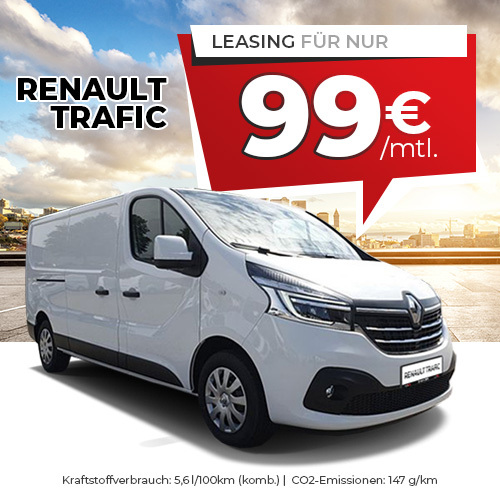 LEASING FÜR NUR
99€
/mtl.
RENAULT
TRAFIC
RENAULT TRAFIC
Kraftstoffverbrauch: 5,6 l/100km (komb.) | CO2-Emissionen: 147 g/km